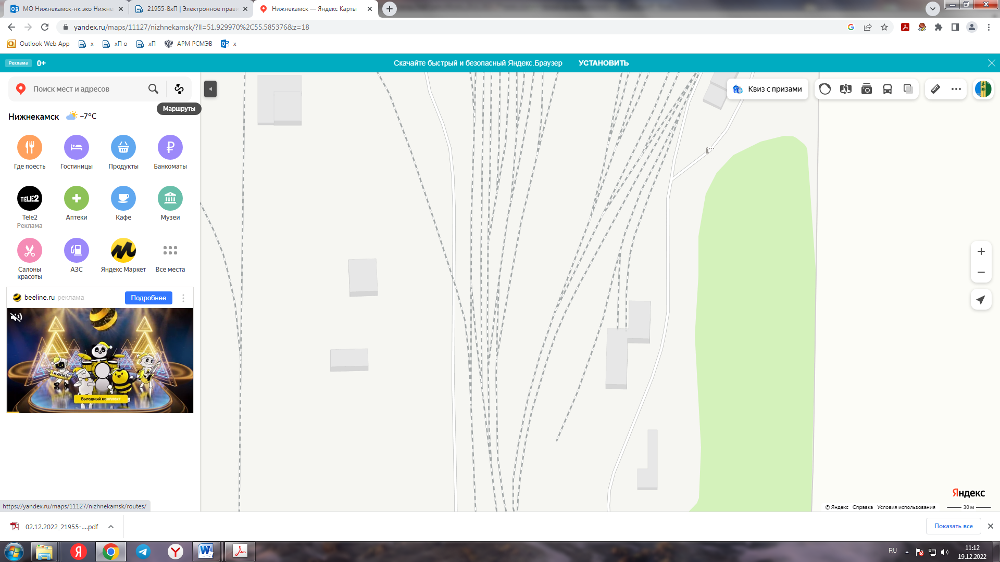 МО Нижнекамск-нк эко Нижне
21955-ВхП | Электронное прави
Нижнекамск — Яндекс Карты
yandex.ru/maps/11127/nizhnekamsk/?ll=51.929970%2C55.585376&z=18
Outlook Web App
х
хП о
хП
АРМ РСМЭВ
х
Реклама
0+
Скачайте быстрый и безопасный Яндекс.Браузер
УСТАНОВИТЬ
Поиск мест и адресов
Маршруты
Квиз с призами
Нижнекамск
−7°C
Где поесть
Гостиницы
Продукты
Банкоматы
TELE2
Tele2
Реклама
Аптеки
Кафе
Музеи
Салоны
красоты
АЗС
Яндекс Маркет
Все места
beeline.ru реклама
Подробнее
Выгодный комплект
Яндекс
© Яндекс Справка Условия использования
30 м
https://yandex.ru/maps/11127/nizhnekamsk/routes/
02.12.2022_21955-....pdf
Показать все
RU
11:12
19.12.2022